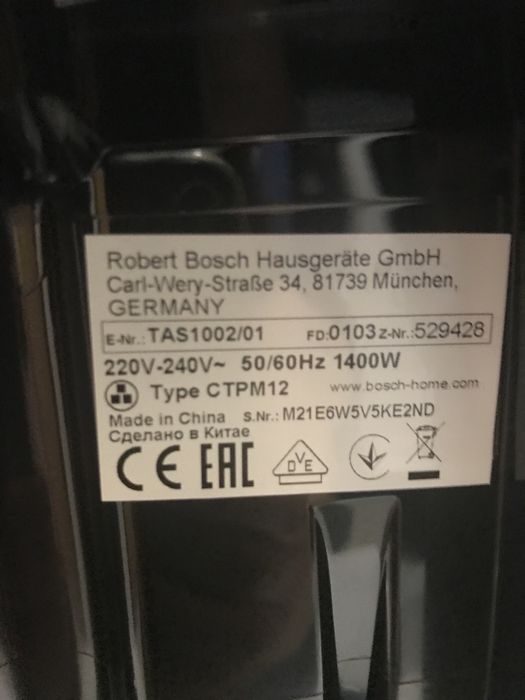 Robert Bosch Hausgeräte GmbH
Carl-Wery-Straße 34, 81739 München,
GERMANY
E-Nr.: TAS1002/01 FD:0103 Z-Nr.:529428
220V-240V~ 50/60Hz 1400W
Type CTPM12 www.bosch-home.com
Made in China S.Nr.: M21E6W5V5KE2ND
Сделано в Китае
CE EAC DVE